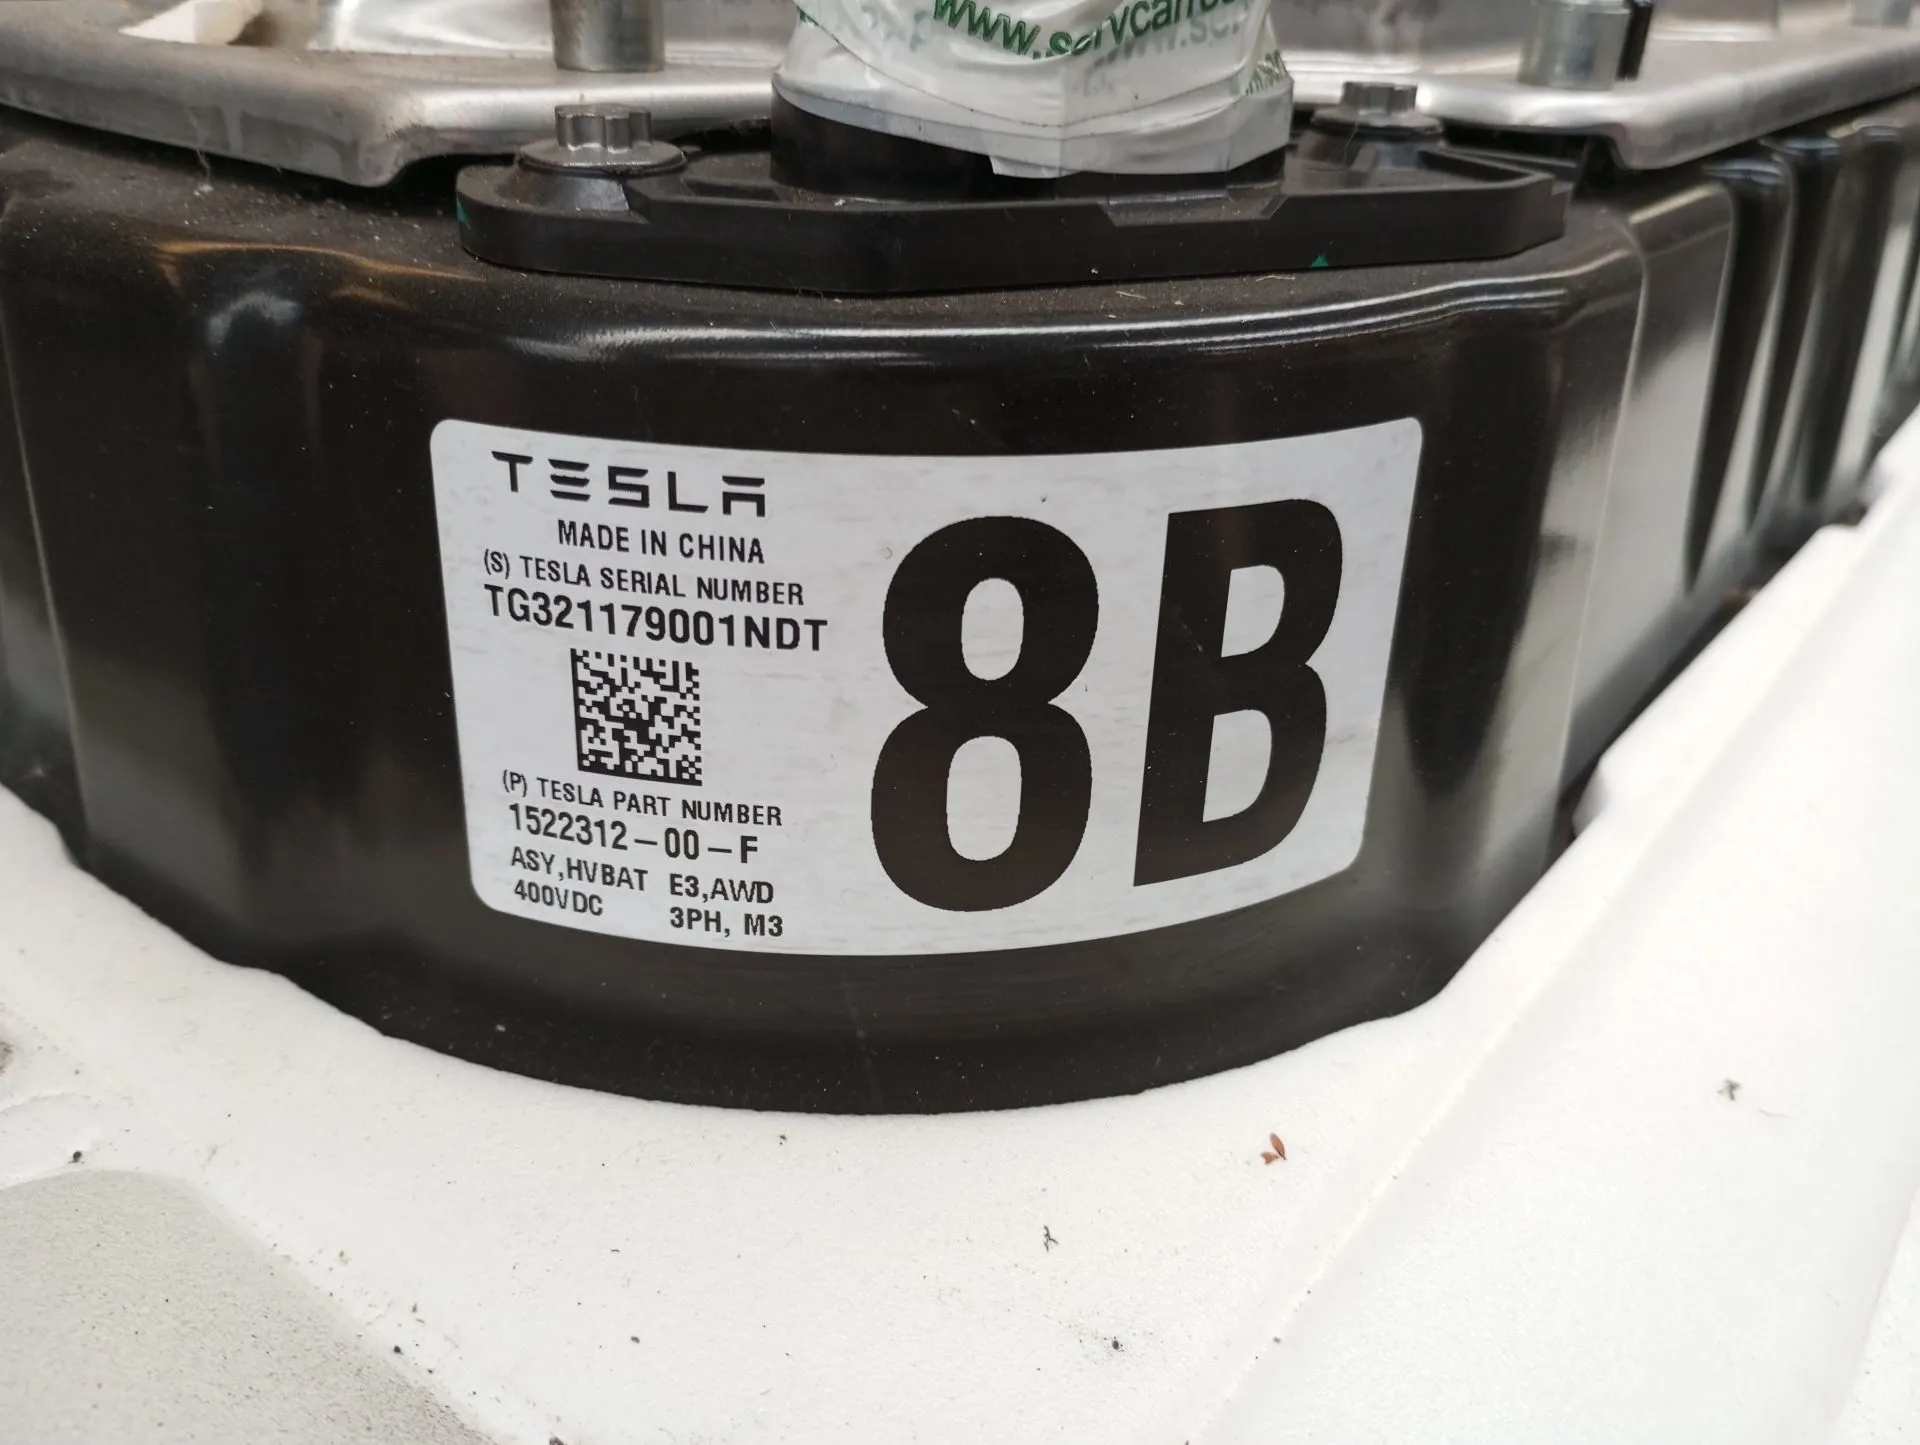 TESLA
MADE IN CHINA
(S) TESLA SERIAL NUMBER
TG321179001NDT
(P) TESLA PART NUMBER
1522312-00-F
ASY,HVBAT E3,AWD
400VDC 3PH, M3
8B